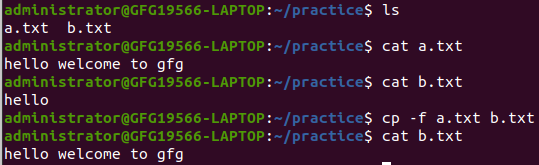 administrator@GFG19566-LAPTOP:~/practice$ ls
a.txt  b.txt
administrator@GFG19566-LAPTOP:~/practice$ cat a.txt
hello welcome to gfg
administrator@GFG19566-LAPTOP:~/practice$ cat b.txt
hello
administrator@GFG19566-LAPTOP:~/practice$ cp -f a.txt b.txt
administrator@GFG19566-LAPTOP:~/practice$ cat b.txt
hello welcome to gfg